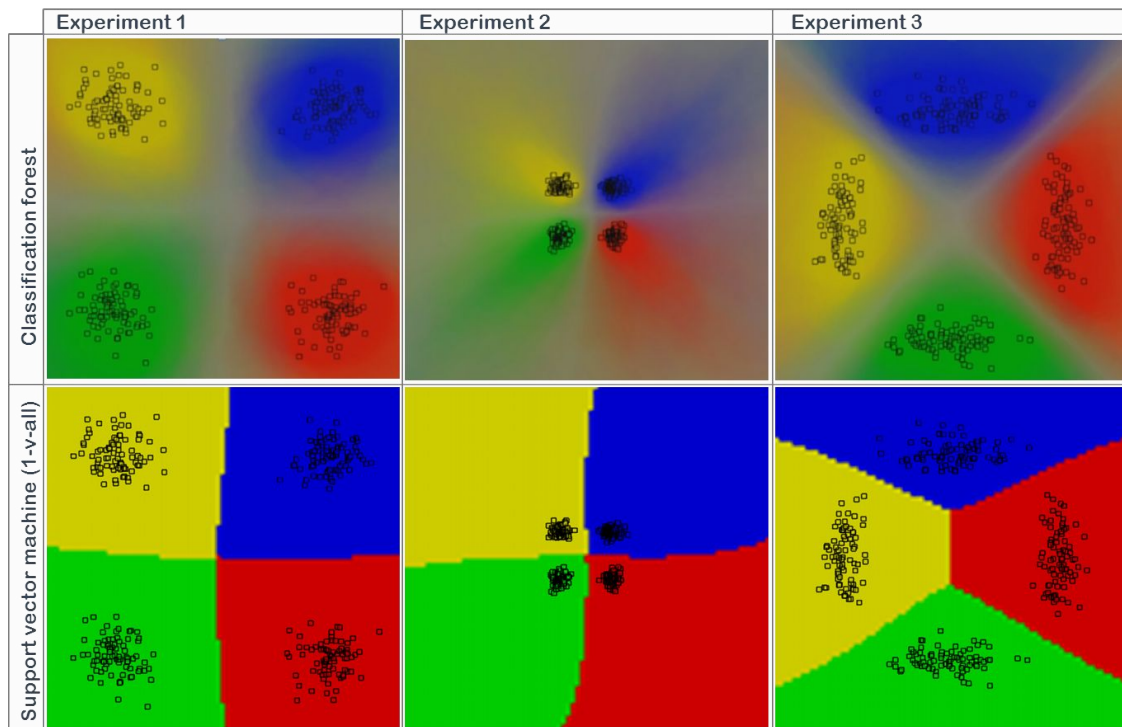 Experiment 1
Experiment 2
Experiment 3
Classification forest
Support vector machine (1-v-all)